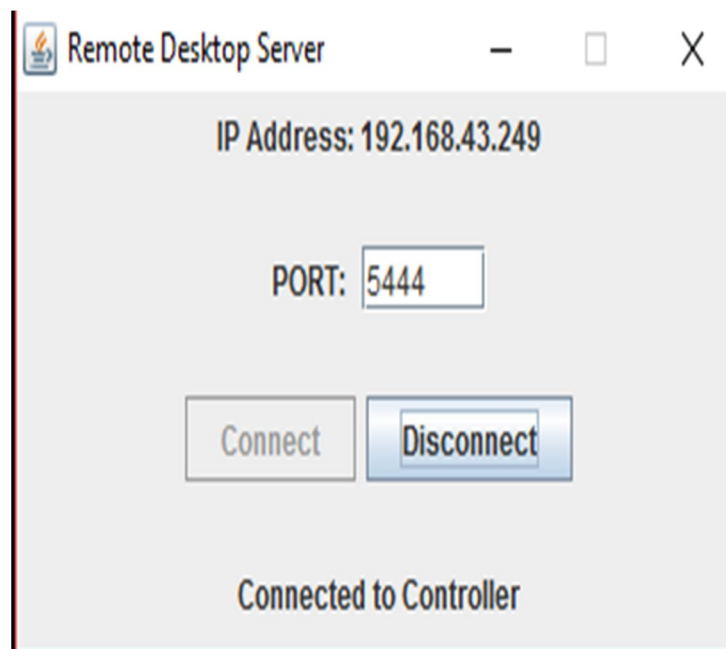 Remote Desktop Server
IP Address: 192.168.43.249
PORT: 5444
Connect Disconnect
Connected to Controller